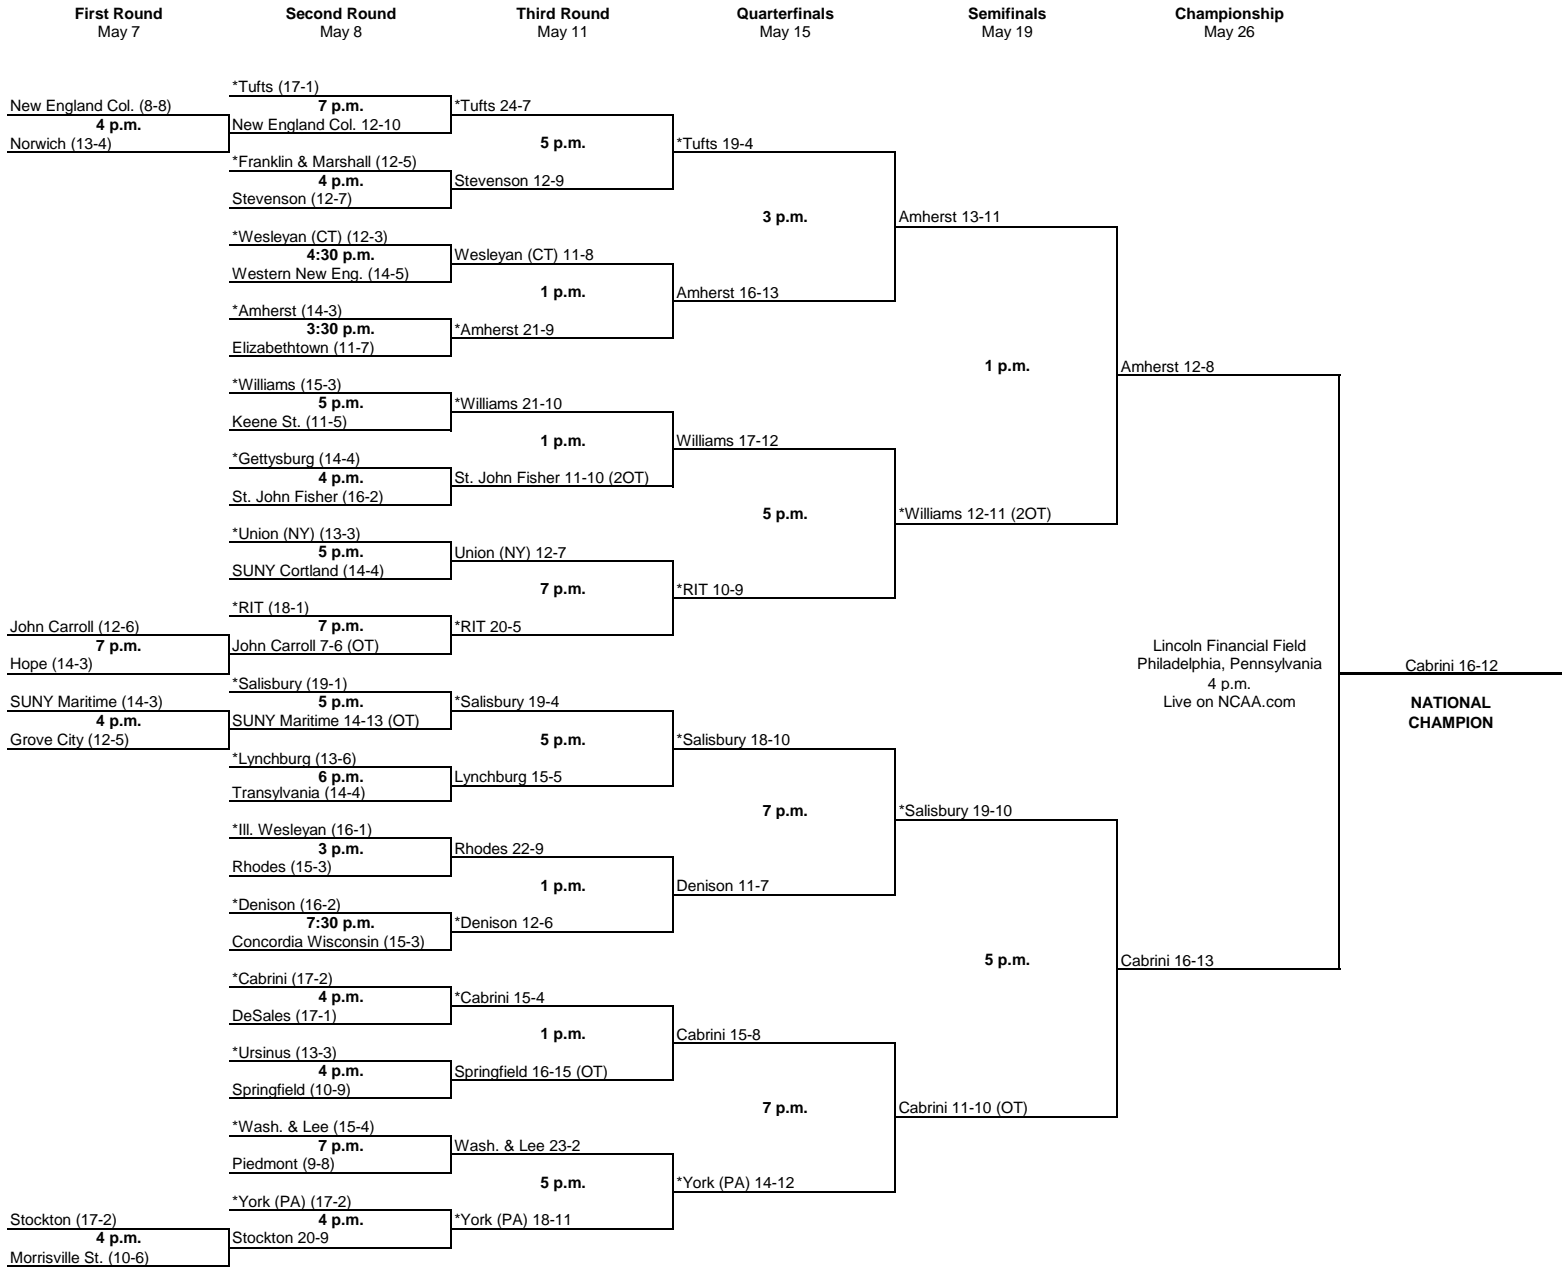 First Round
May 7
Second Round
May 8
Third Round
May 11
Quarterfinals
May 15
Semifinals
May 19
Championship
May 26
New England Col. (8-8)
4 p.m.
Norwich (13-4)
John Carroll (12-6)
7 p.m.
Hope (14-3)
SUNY Maritime (14-3)
4 p.m.
Grove City (12-5)
Stockton (17-2)
4 p.m.
Morrisville St. (10-6)
*Tufts (17-1)
7 p.m.
New England Col. 12-10
*Franklin & Marshall (12-5)
4 p.m.
Stevenson (12-7)
*Wesleyan (CT) (12-3)
4:30 p.m.
Western New Eng. (14-5)
*Amherst (14-3)
3:30 p.m.
Elizabethtown (11-7)
*Williams (15-3)
5 p.m.
Keene St. (11-5)
*Gettysburg (14-4)
4 p.m.
St. John Fisher (16-2)
*Union (NY) (13-3)
5 p.m.
SUNY Cortland (14-4)
*RIT (18-1)
7 p.m.
John Carroll 7-6 (OT)
*Salisbury (19-1)
5 p.m.
SUNY Maritime 14-13 (OT)
*Lynchburg (13-6)
6 p.m.
Transylvania (14-4)
*Ill. Wesleyan (16-1)
3 p.m.
Rhodes (15-3)
*Denison (16-2)
7:30 p.m.
Concordia Wisconsin (15-3)
*Cabrini (17-2)
4 p.m.
DeSales (17-1)
*Ursinus (13-3)
4 p.m.
Springfield (10-9)
*Wash. & Lee (15-4)
7 p.m.
Piedmont (9-8)
*York (PA) (17-2)
4 p.m.
Stockton 20-9
*Tufts 24-7
5 p.m.
Stevenson 12-9
Wesleyan (CT) 11-8
1 p.m.
*Amherst 21-9
*Williams 21-10
1 p.m.
St. John Fisher 11-10 (2OT)
Union (NY) 12-7
7 p.m.
*RIT 20-5
*Salisbury 19-4
5 p.m.
Lynchburg 15-5
Rhodes 22-9
1 p.m.
*Denison 12-6
*Cabrini 15-4
1 p.m.
Springfield 16-15 (OT)
Wash. & Lee 23-2
5 p.m.
*York (PA) 18-11
*Tufts 19-4
3 p.m.
Amherst 16-13
Williams 17-12
5 p.m.
*RIT 10-9
*Salisbury 18-10
7 p.m.
Denison 11-7
Cabrini 15-8
7 p.m.
*York (PA) 14-12
Amherst 13-11
1 p.m.
*Williams 12-11 (2OT)
*Salisbury 19-10
5 p.m.
Cabrini 11-10 (OT)
Amherst 12-8
Lincoln Financial Field
Philadelphia, Pennsylvania
4 p.m.
Live on NCAA.com
Cabrini 16-13
Cabrini 16-12
NATIONAL
CHAMPION